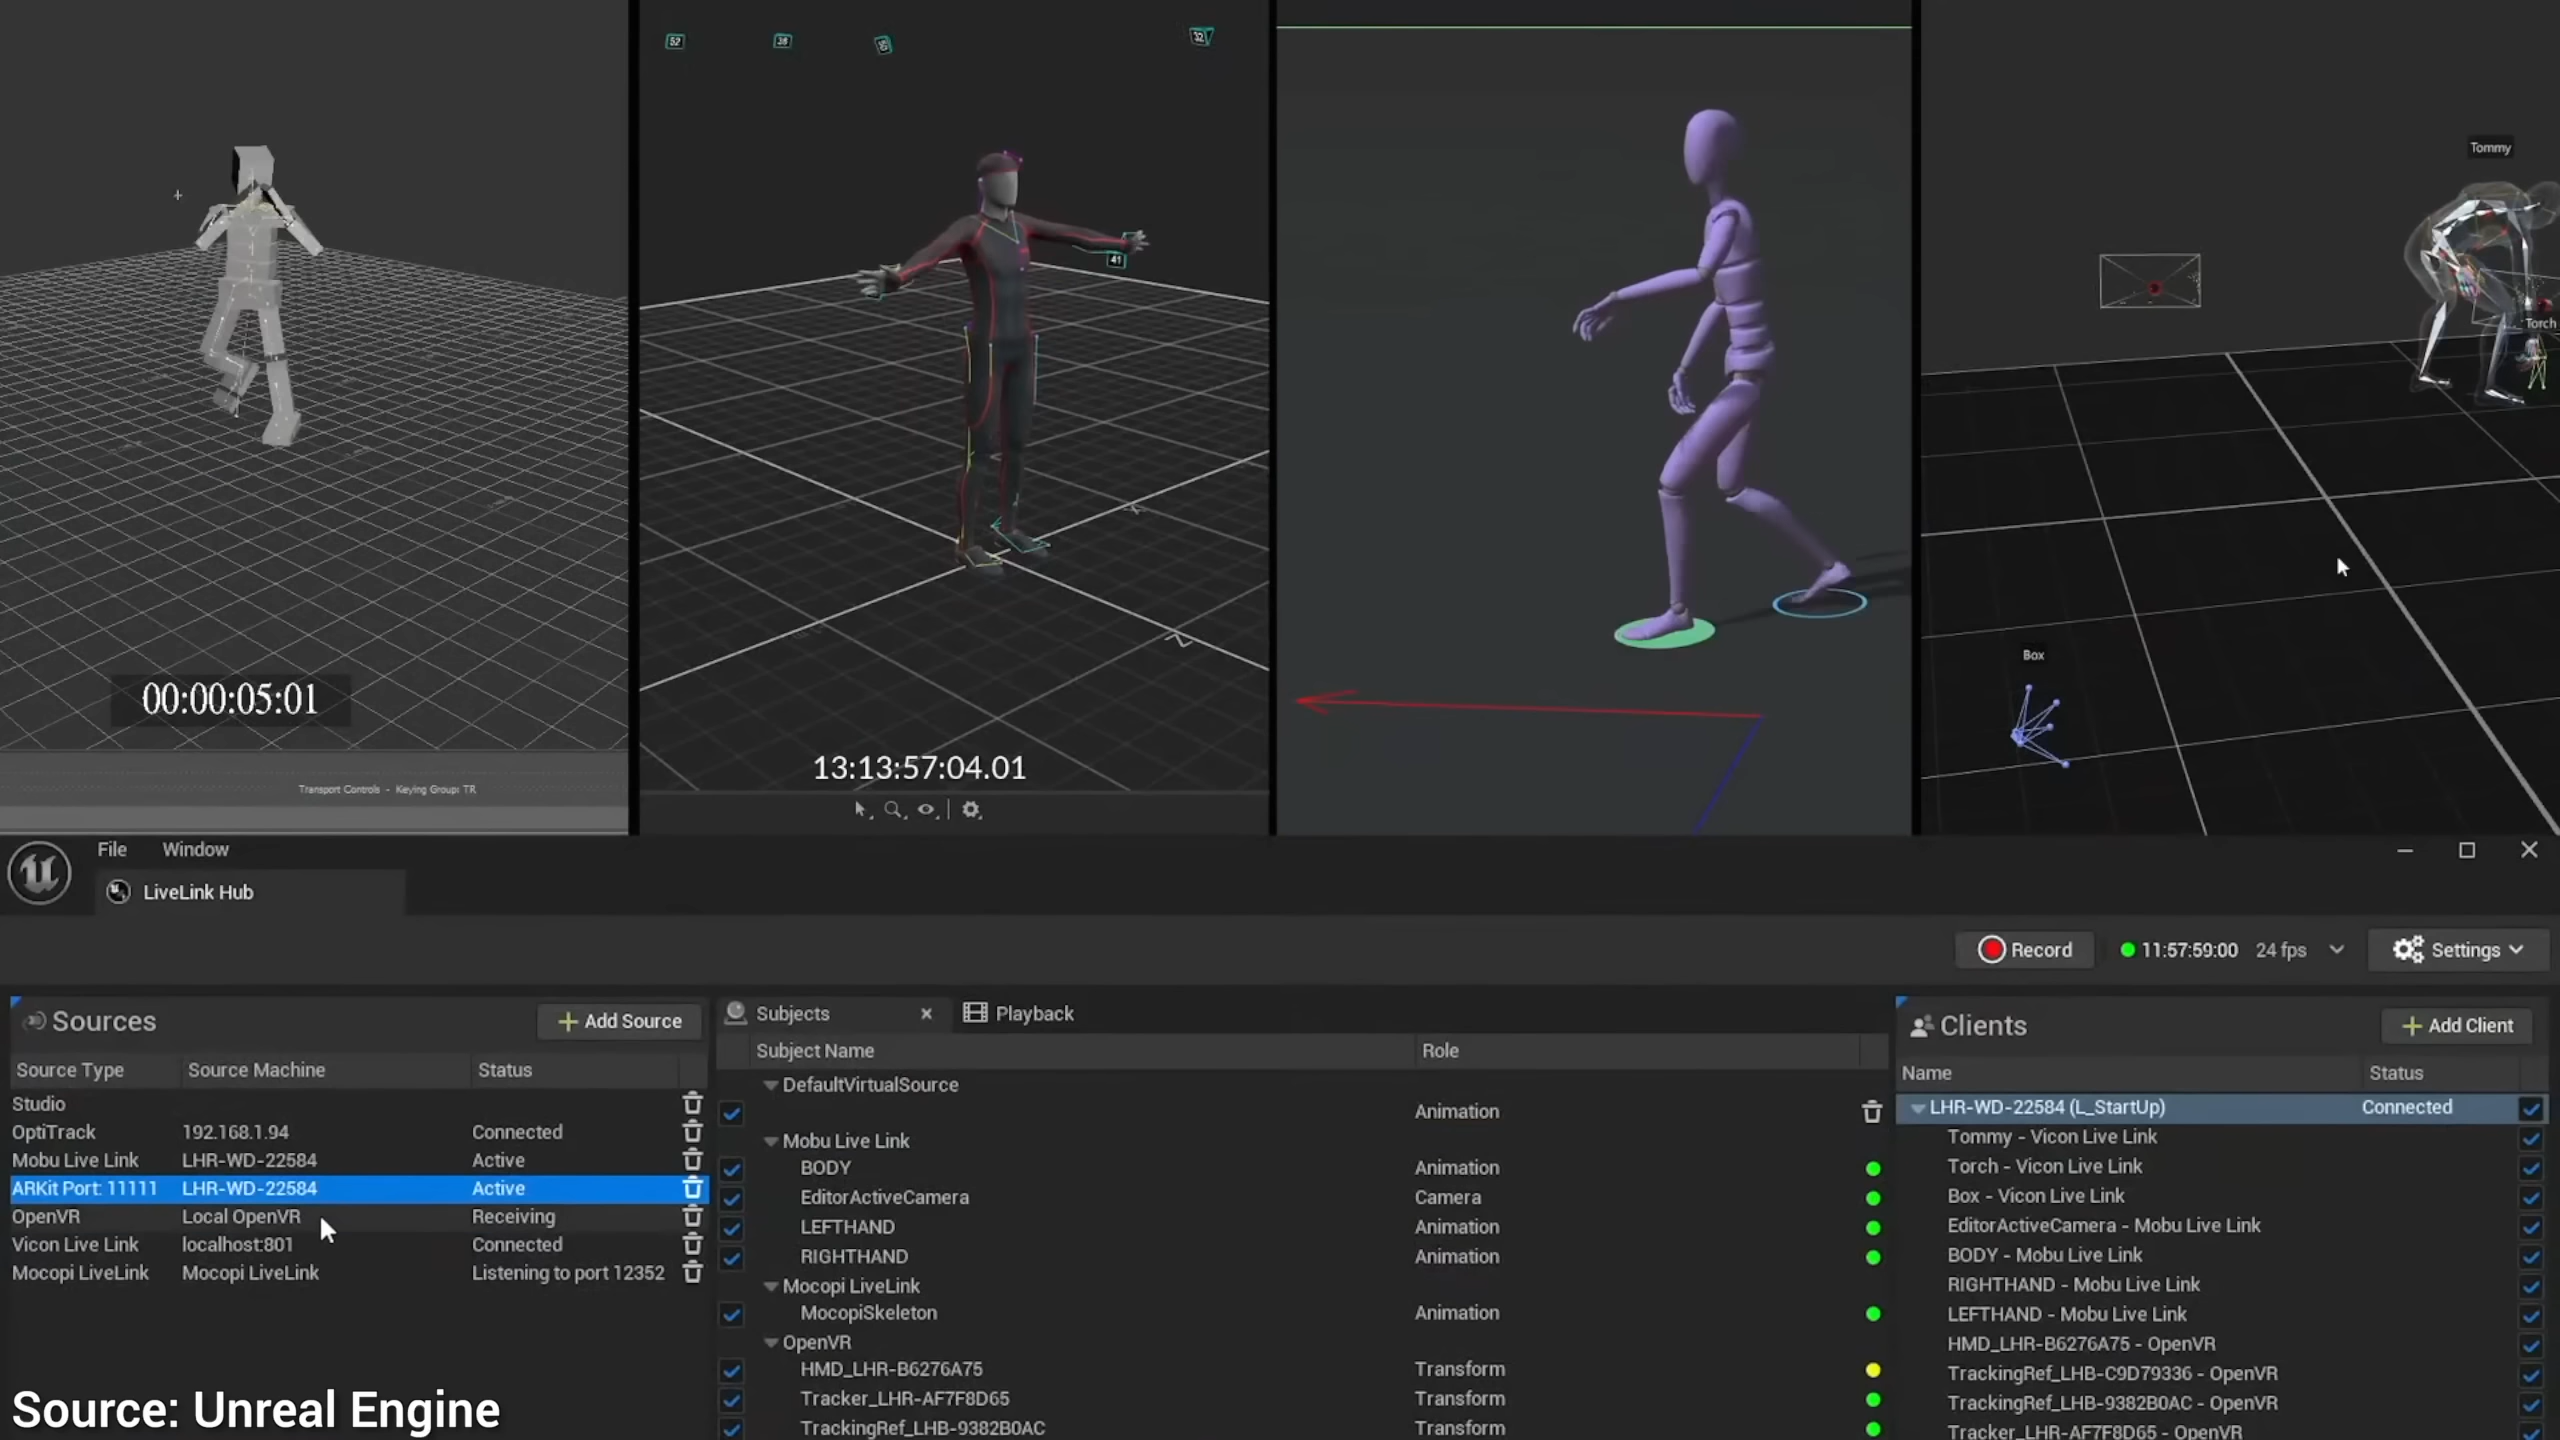 52
38
32
Tommy
41
Torch
Box
00:00:05:01
13:13:57:04.01
Transport Controls - Keying Group: TR
File Window
LiveLink Hub
Record 11:57:59:00 24 fps Settings
Sources Add Source
Source Type Source Machine Status
Studio
OptiTrack 192.168.1.94 Connected
Mobu Live Link LHR-WD-22584 Active
ARKit Port: 11111 LHR-WD-22584 Active
OpenVR Local OpenVR Receiving
Vicon Live Link localhost:801 Connected
Mocopi LiveLink Mocopi LiveLink Listening to port 12352
Subjects Playback
Subject Name Role
DefaultVirtualSource
Animation
Mobu Live Link
BODY Animation
EditorActiveCamera Camera
LEFTHAND Animation
RIGHTHAND Animation
Mocopi LiveLink
MocopiSkeleton Animation
OpenVR
HMD_LHR-B6276A75 Transform
Tracker_LHR-AF7F8D65 Transform
TrackingRef_LHB-9382B0AC Transform
Clients Add Client
Name Status
LHR-WD-22584 (L_StartUp) Connected
Tommy - Vicon Live Link
Torch - Vicon Live Link
Box - Vicon Live Link
EditorActiveCamera - Mobu Live Link
BODY - Mobu Live Link
RIGHTHAND - Mobu Live Link
LEFTHAND - Mobu Live Link
HMD_LHR-B6276A75 - OpenVR
TrackingRef_LHB-C9D79336 - OpenVR
TrackingRef_LHB-9382B0AC - OpenVR
Tracker_LHR-AF7F8D65 - OpenVR
Source: Unreal Engine